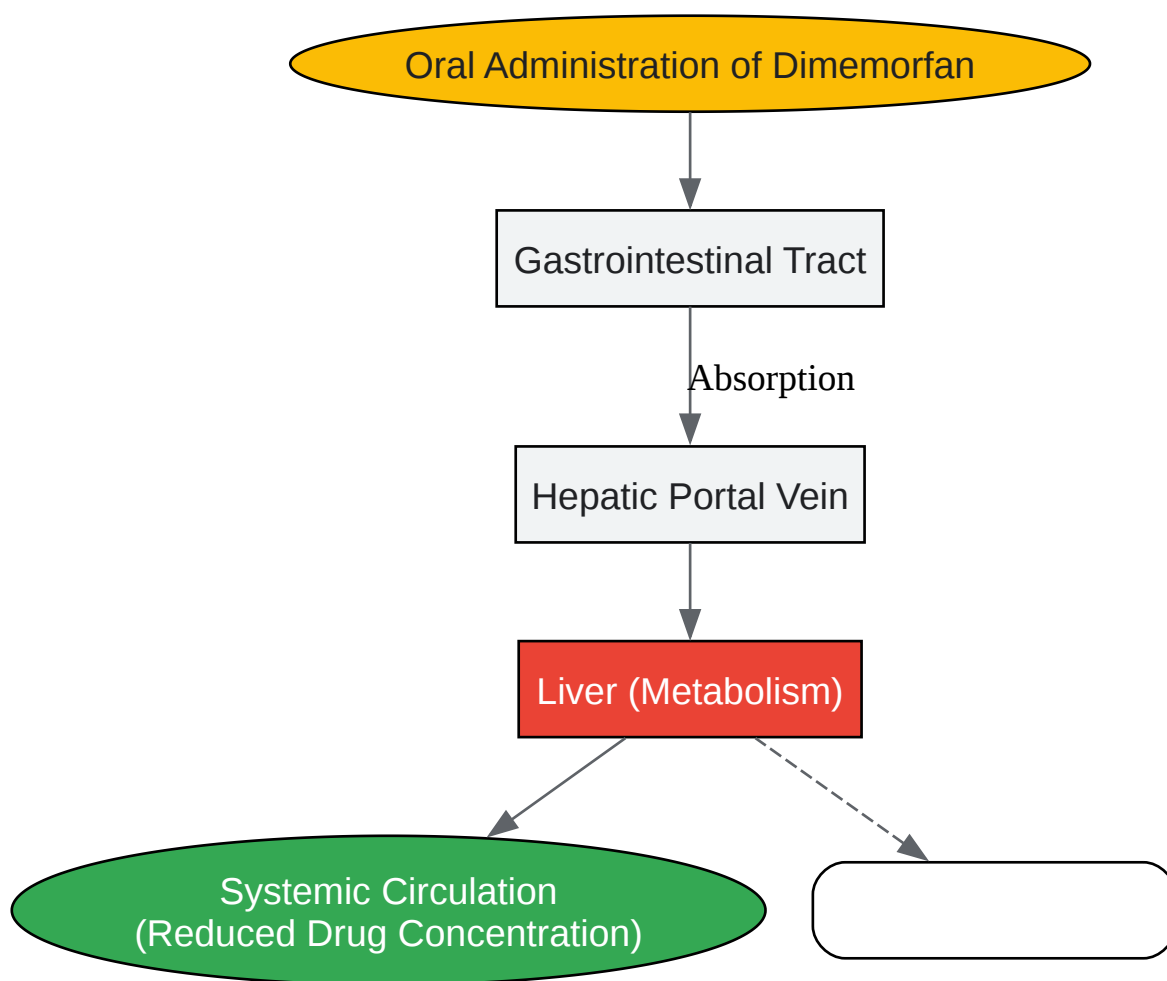 Oral Administration of Dimemorfan
Gastrointestinal Tract
Absorption
Hepatic Portal Vein
Liver (Metabolism)
Systemic Circulation
(Reduced Drug Concentration)